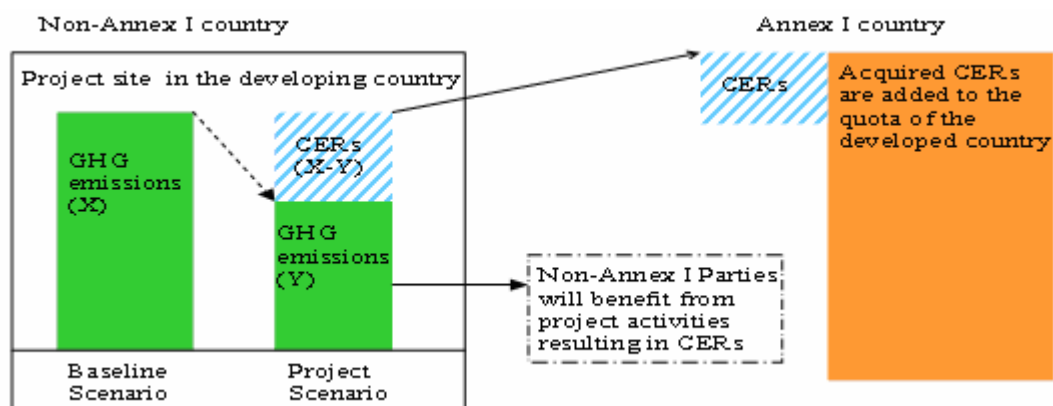 Non-Annex I country
Project site in the developing country
GHG
emissions
(X)
CERs
(X-Y)
GHG
emissions
(Y)
Baseline
Scenario
Project
Scenario
Non-Annex I Parties
will benefit from
project activities
resulting in CERs
Annex I country
CERs
Acquired CERs
are added to the
quota of the
developed country